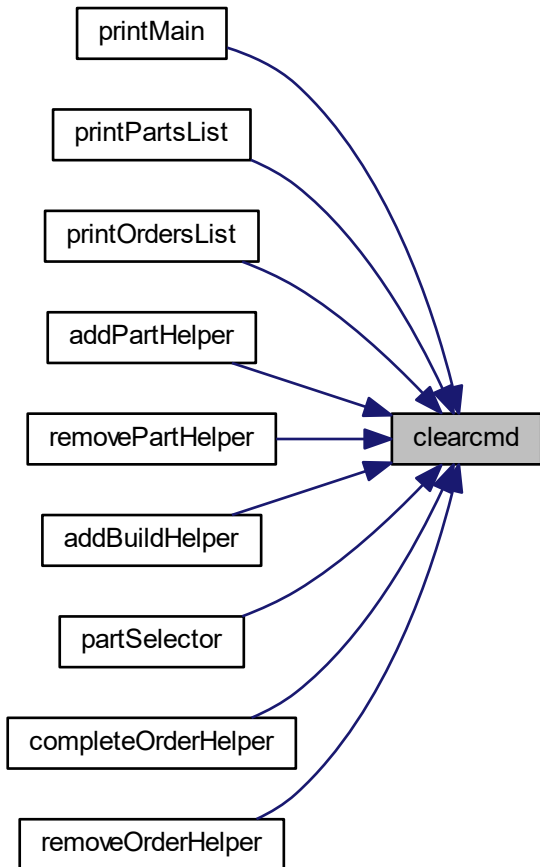 printMain
printPartsList
printOrdersList
addPartHelper
removePartHelper
clearcmd
addBuildHelper
partSelector
completeOrderHelper
removeOrderHelper